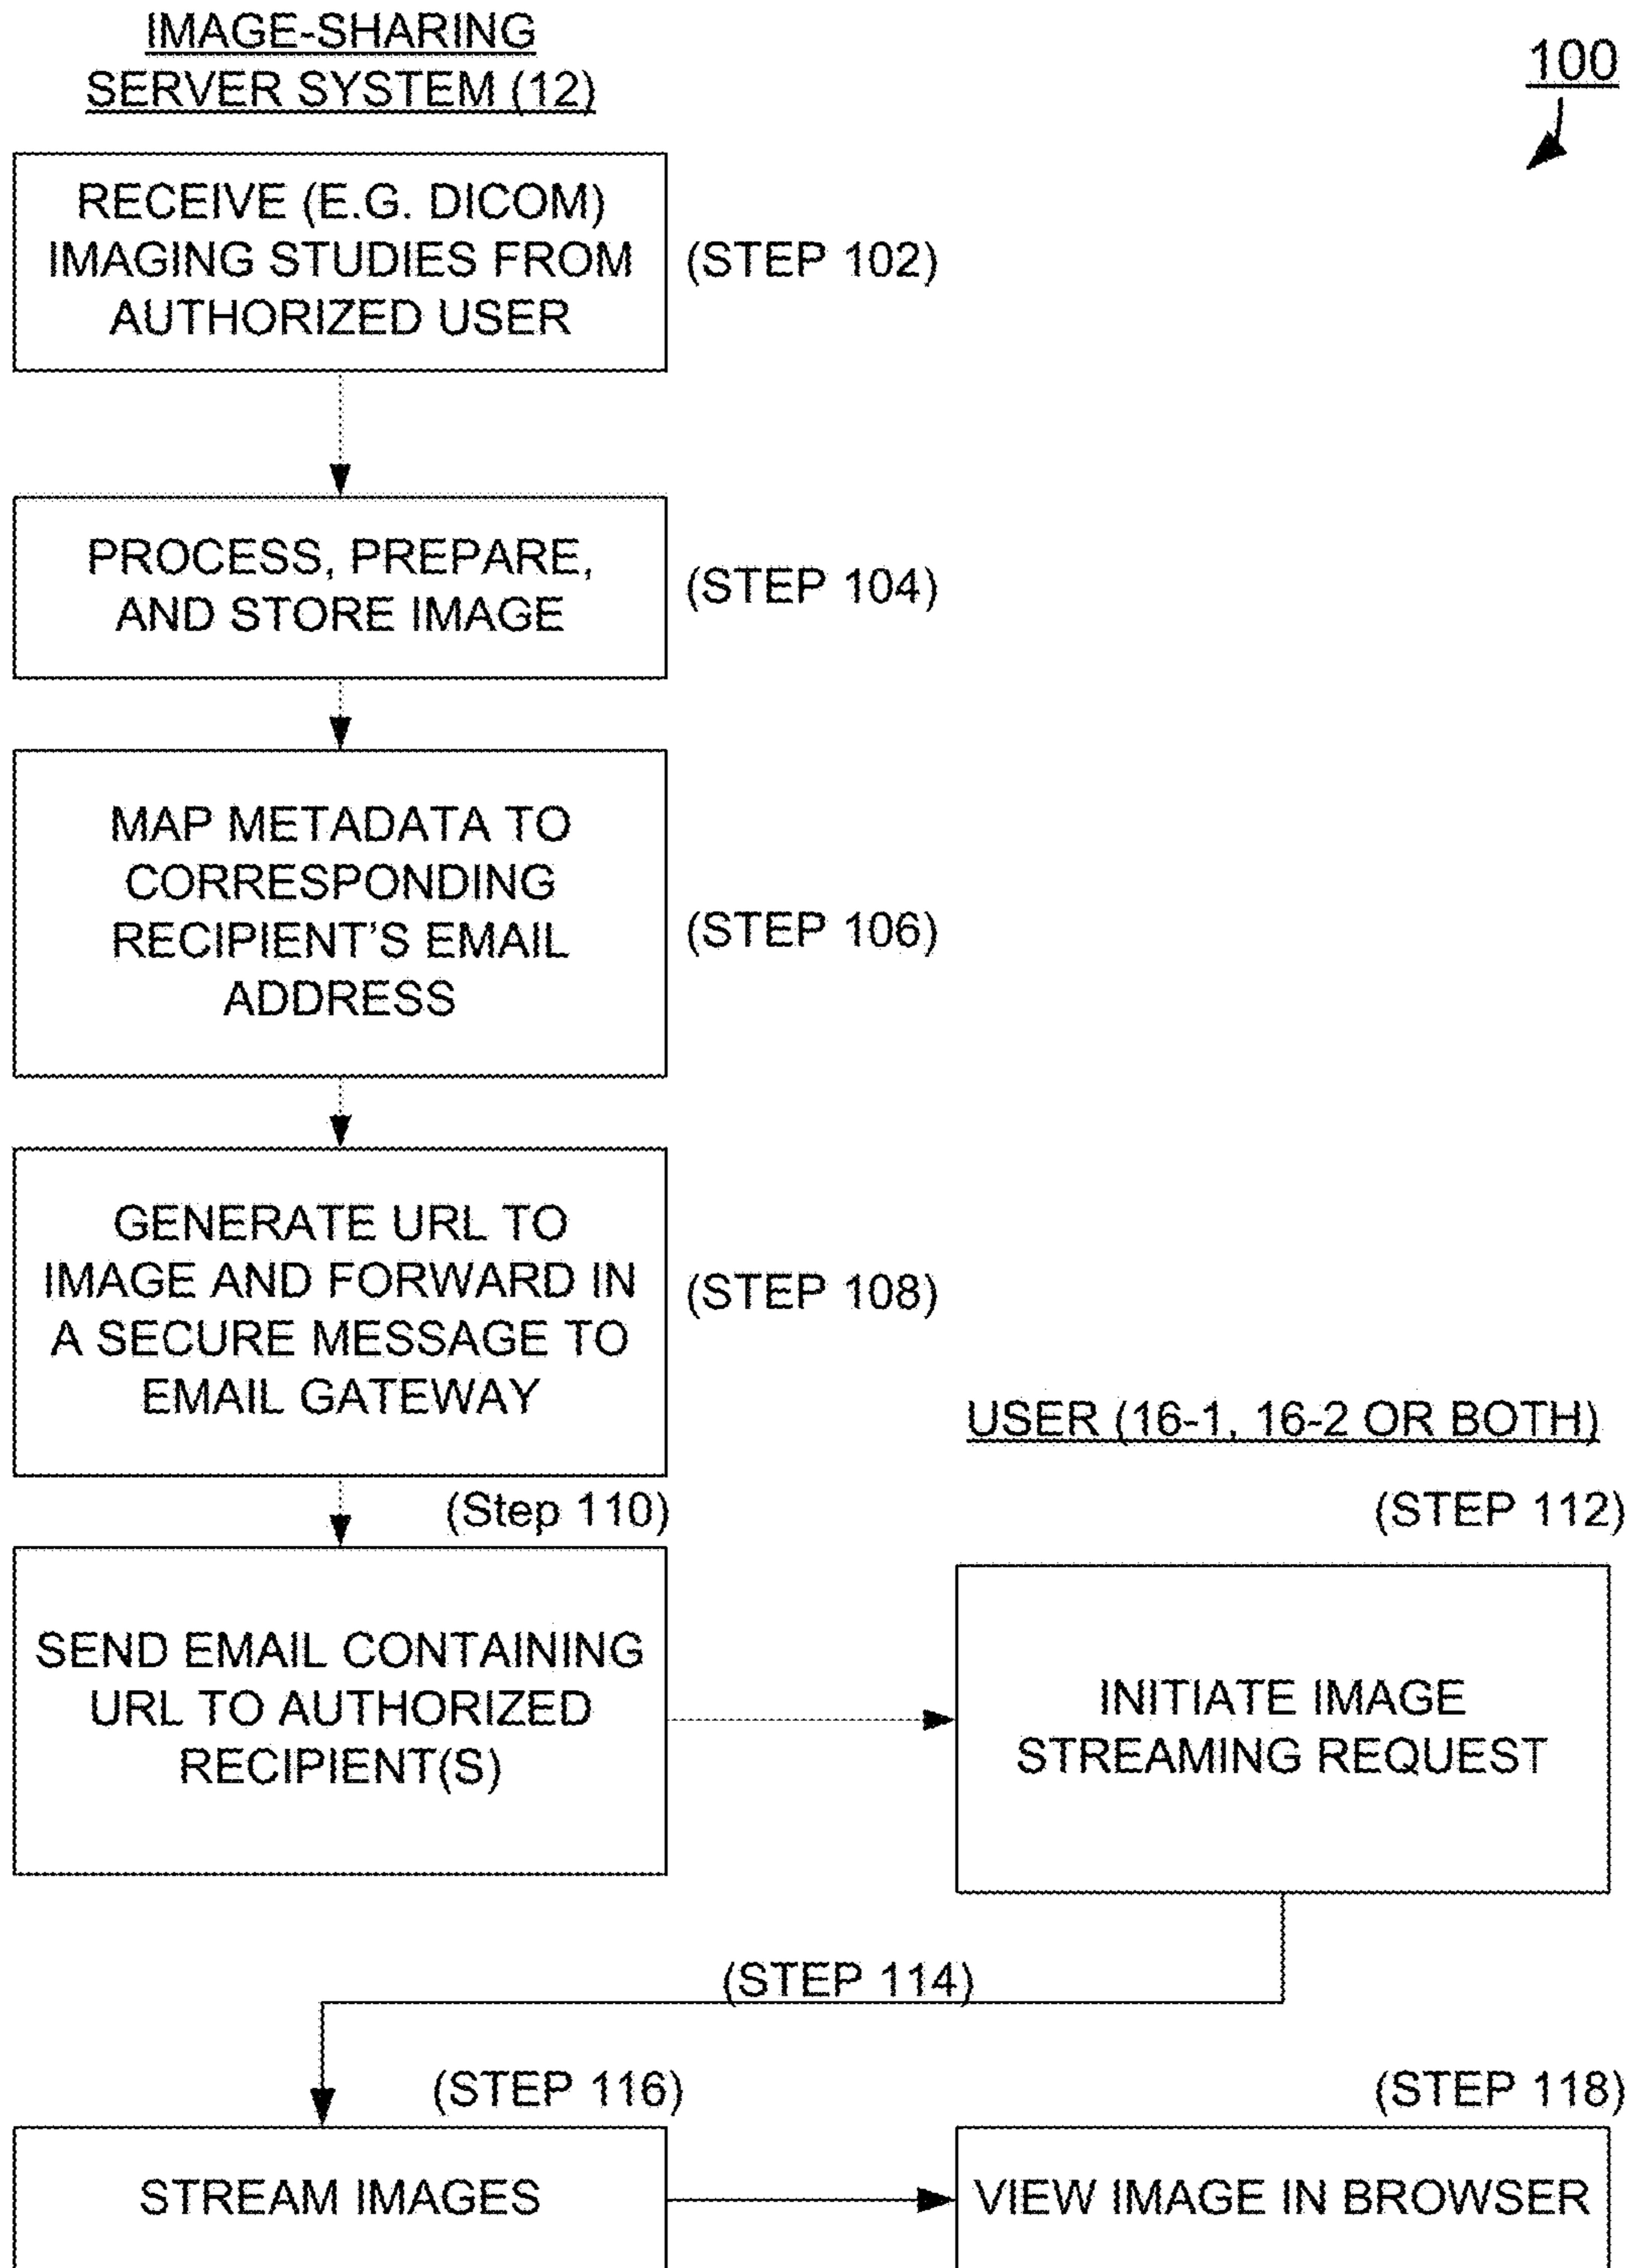 IMAGE-SHARING
SERVER SYSTEM (12)
100
RECEIVE (E.G. DICOM)
IMAGING STUDIES FROM
AUTHORIZED USER
(STEP 102)
PROCESS, PREPARE,
AND STORE IMAGE
(STEP 104)
MAP METADATA TO
CORRESPONDING
RECIPIENT'S EMAIL
ADDRESS
(STEP 106)
GENERATE URL TO
IMAGE AND FORWARD IN
A SECURE MESSAGE TO
EMAIL GATEWAY
(STEP 108)
USER (16-1, 16-2 OR BOTH)
(Step 110)
(STEP 112)
SEND EMAIL CONTAINING
URL TO AUTHORIZED
RECIPIENT(S)
INITIATE IMAGE
STREAMING REQUEST
(STEP 114)
(STEP 116)
(STEP 118)
STREAM IMAGES
VIEW IMAGE IN BROWSER